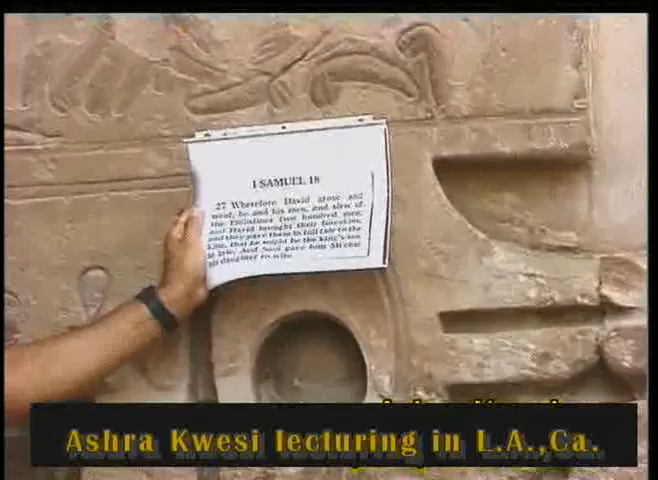 I SAMUEL 18
27 Wherefore David arose and
went, he and his men, and slew of
the Philistines two hundred men;
and David brought their foreskins,
and they gave them in full tale to the
king, that he might be the king's son
in law. And Saul gave him Michal
his daughter to wife.
Ashra Kwesi lecturing in L.A.,Ca.